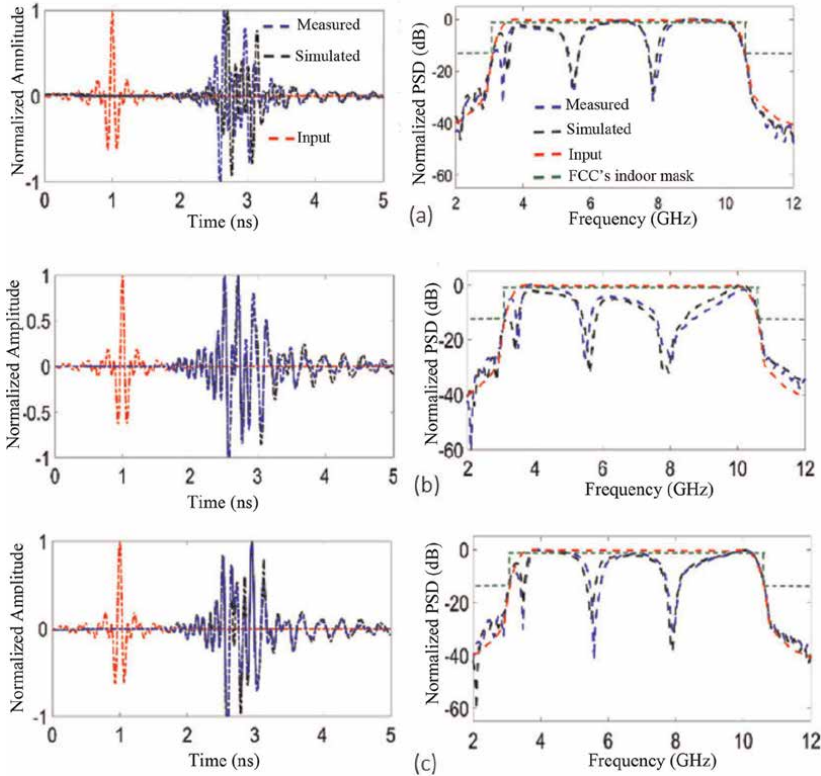 Normalized Amplitude
1
0
-1
0 1 2 3 4 5
Time (ns)
Measured
Simulated
Input
(a)
Normalized PSD (dB)
0
-20
-40
-60
2 4 6 8 10 12
Frequency (GHz)
Measured
Simulated
Input
FCC's indoor mask
Normalized Amplitude
1
0.5
0
-0.5
-1
0 1 2 3 4 5
Time (ns)
(b)
Normalized PSD (dB)
0
-20
-40
-60
2 4 6 8 10 12
Frequency (GHz)
Normalized Amplitude
1
0
-1
0 1 2 3 4 5
Time (ns)
(c)
Normalized PSD (dB)
0
-20
-40
-60
2 4 6 8 10 12
Frequency (GHz)